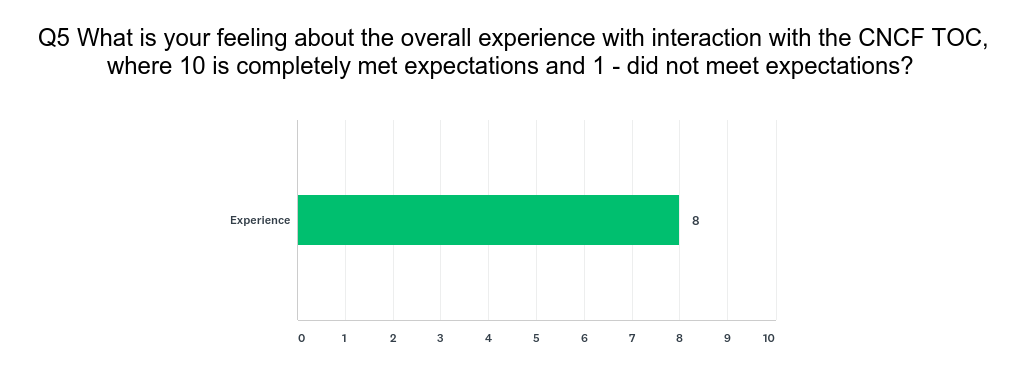 Q5 What is your feeling about the overall experience with interaction with the CNCF TOC,
where 10 is completely met expectations and 1 - did not meet expectations?
Experience 8
0 1 2 3 4 5 6 7 8 9 10